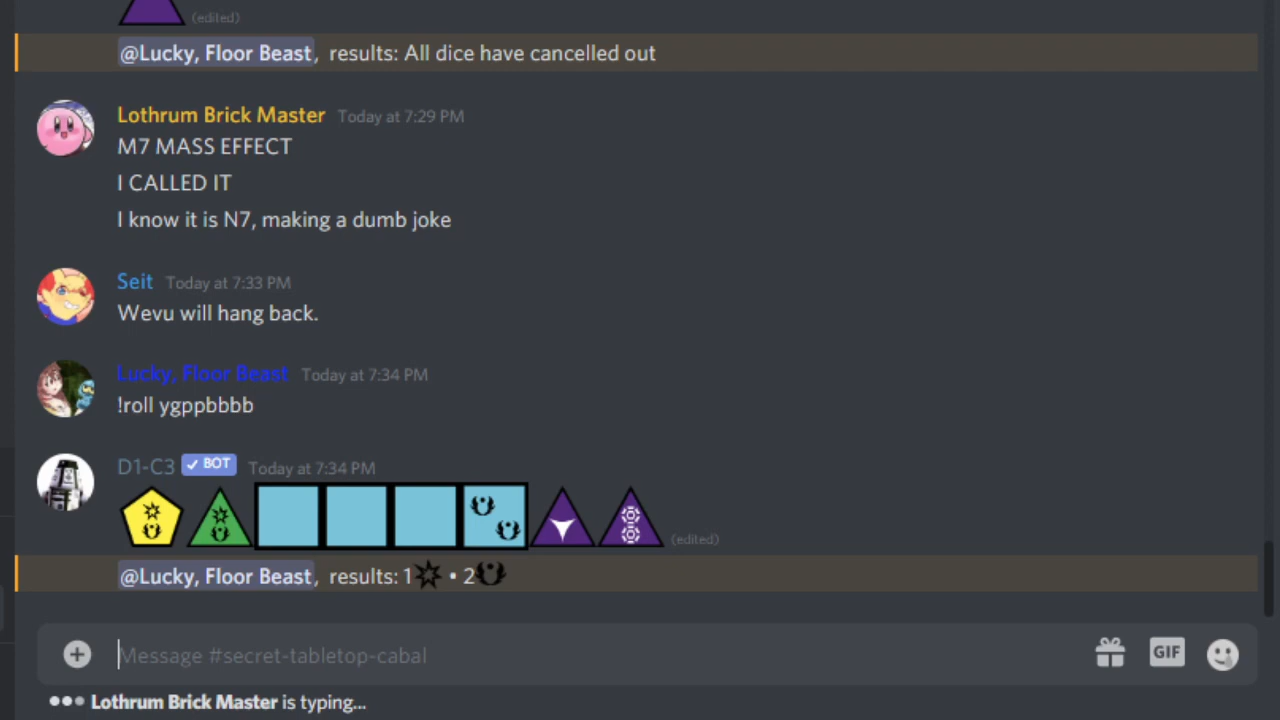 (edited)
@Lucky, Floor Beast, results: All dice have cancelled out
Lothrum Brick Master Today at 7:29 PM
M7 MASS EFFECT
I CALLED IT
I know it is N7, making a dumb joke
Seit Today at 7:33 PM
Wevu will hang back.
Lucky, Floor Beast Today at 7:34 PM
!roll ygppbbbb
D1-C3 ✓ BOT Today at 7:34 PM
(edited)
@Lucky, Floor Beast, results: 1 • 2
Message #secret-tabletop-cabal
GIF
Lothrum Brick Master is typing...